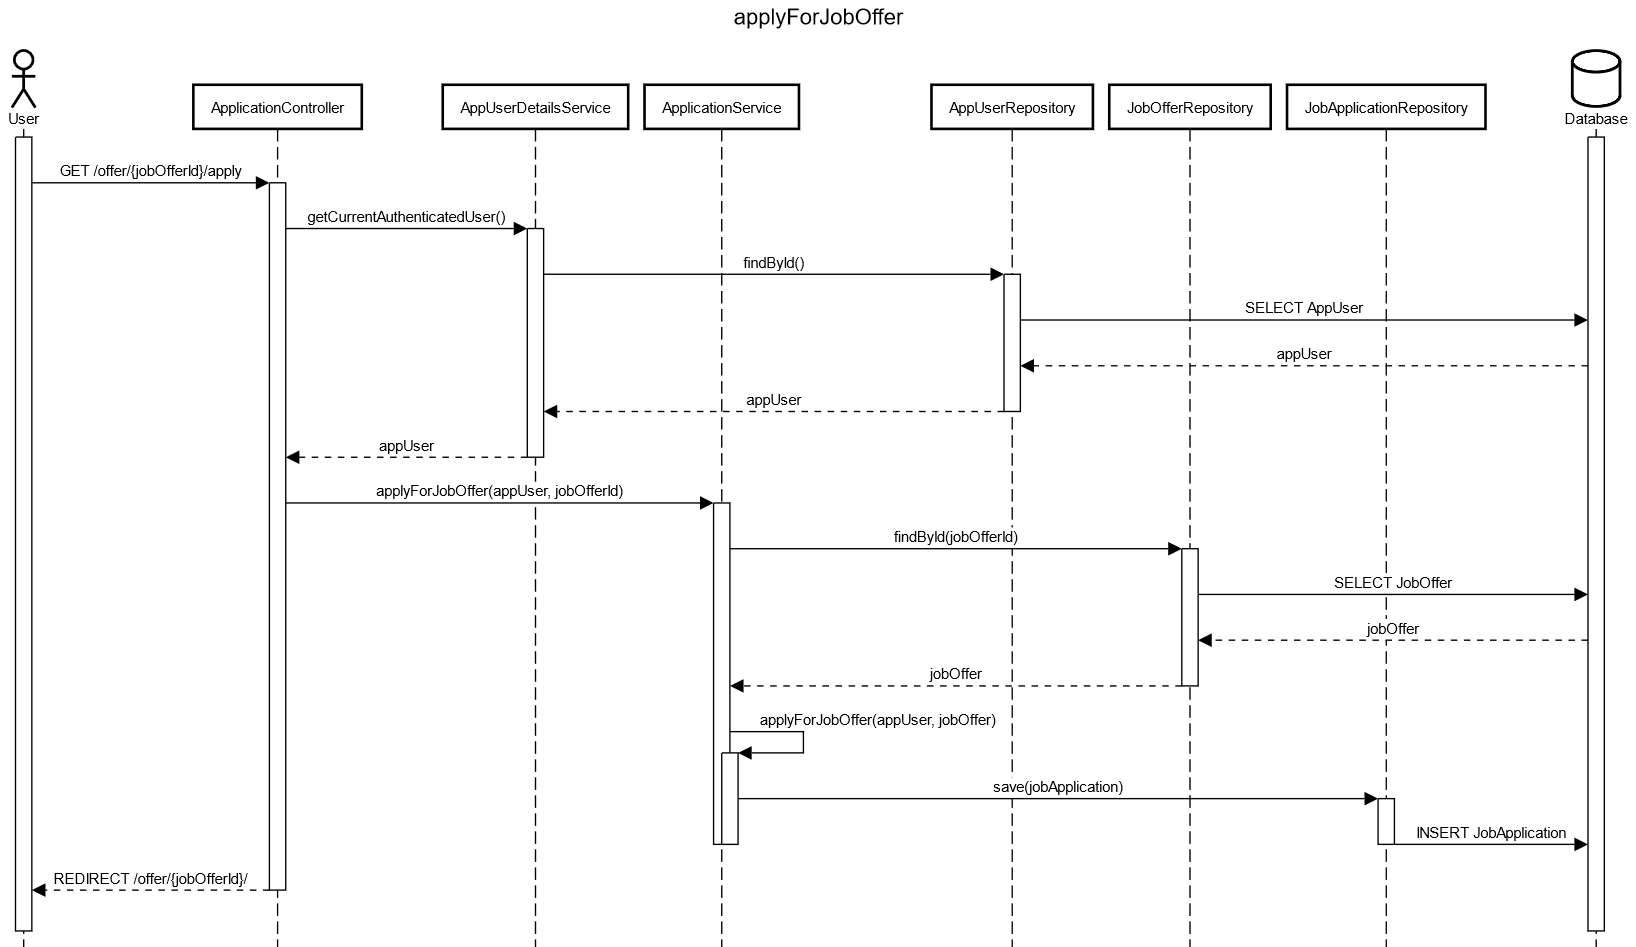 applyForJobOffer
User
ApplicationController
AppUserDetailsService
ApplicationService
AppUserRepository
JobOfferRepository
JobApplicationRepository
Database
GET /offer/{jobOfferId}/apply
getCurrentAuthenticatedUser()
findById()
SELECT AppUser
appUser
appUser
appUser
applyForJobOffer(appUser, jobOfferId)
findById(jobOfferId)
SELECT JobOffer
jobOffer
jobOffer
applyForJobOffer(appUser, jobOffer)
save(jobApplication)
INSERT JobApplication
REDIRECT /offer/{jobOfferId}/